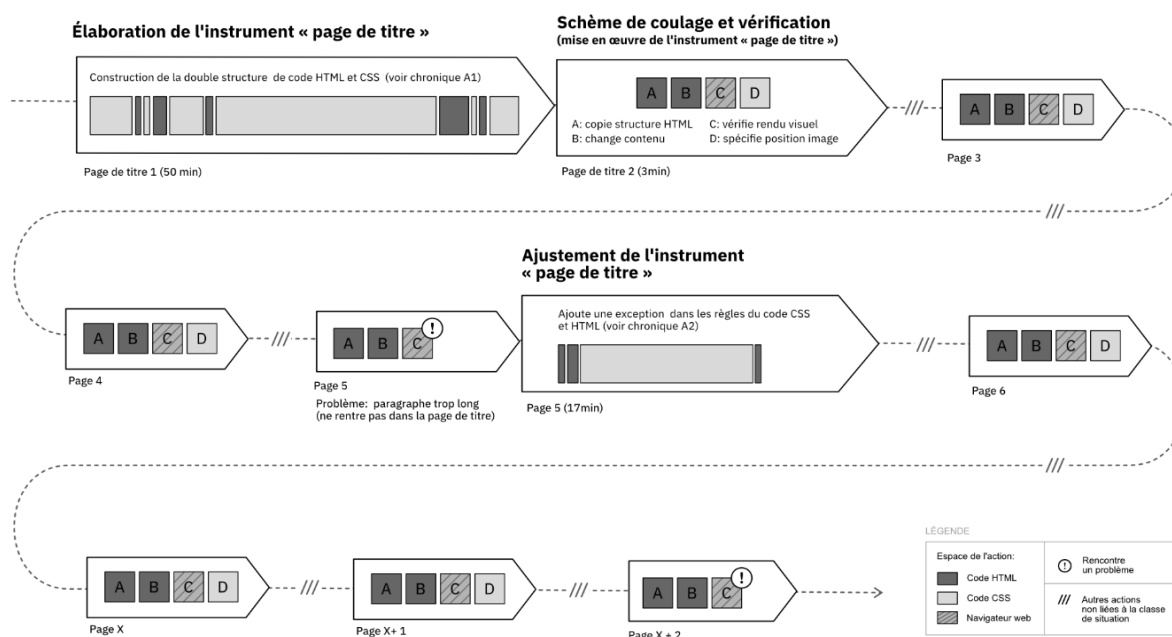 Élaboration de l'instrument « page de titre »
Construction de la double structure de code HTML et CSS (voir chronique A1)
Page de titre 1 (50 min)
Schème de coulage et vérification
(mise en œuvre de l'instrument « page de titre »)
A B C D
A: copie structure HTML C: vérifie rendu visuel
B: change contenu D: spécifie position image
Page de titre 2 (3min)
///
A B C D
Page 3
///
A B C D
Page 4
///
A B C !
Page 5
Problème: paragraphe trop long
(ne rentre pas dans la page de titre)
Ajustement de l'instrument
« page de titre »
Ajoute une exception dans les règles du code CSS
et HTML (voir chronique A2)
Page 5 (17min)
///
A B C D
Page 6
///
A B C D
Page X
///
A B C D
Page X+ 1
///
A B C !
Page X + 2
LÉGENDE
Espace de l'action:
Code HTML
Code CSS
Navigateur web
! Rencontre
un problème
/// Autres actions
non liées à la classe
de situation